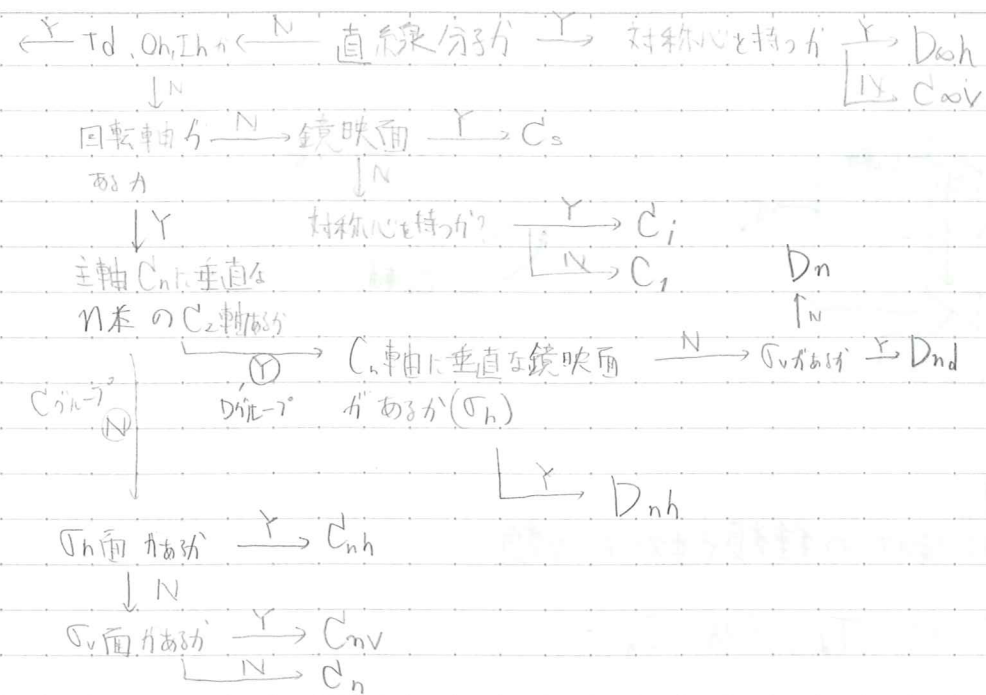 Y Td、Oh、Ihか N 直線分子か Y 対称心を持つか Y D∞h
N N C∞v
回転軸が N 鏡映面 Y Cs
あるか N
Y 対称心を持つか? Y Ci
N C1
主軸Cnに垂直な Dn
n本のC2軸あるか N
Y Cn軸に垂直な鏡映面 N σvがあるか Y Dnd
Cグループ Dグループ があるか(σh)
N
Y Dnh
σh面があるか Y Cnh
N
σv面があるか Y Cnv
N Cn